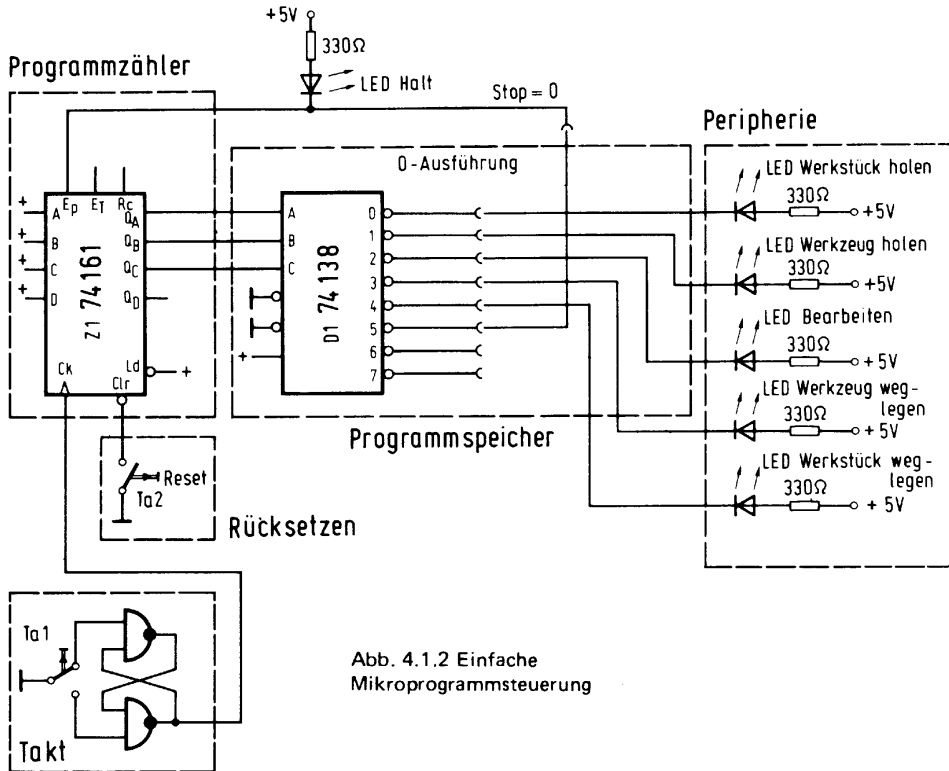 +5V
330Ω
LED Halt
Stop = 0
Programmzähler
Peripherie
0-Ausführung
LED Werkstück holen
330Ω
+5V
LED Werkzeug holen
330Ω
+5V
LED Bearbeiten
330Ω
+5V
LED Werkzeug weg-
legen
330Ω
+5V
LED Werkstück weg-
legen
330Ω
+5V
+ A
+ B
+ C
+ D
Ep
ET
Rc
QA
QB
QC
QD
Z1 74161
Ck
Ld
+
Clr
A
B
C
+
D1 74138
0
1
2
3
4
5
6
7
Programmspeicher
Reset
Ta2
Rücksetzen
Ta1
Takt
Abb. 4.1.2 Einfache
Mikroprogrammsteuerung